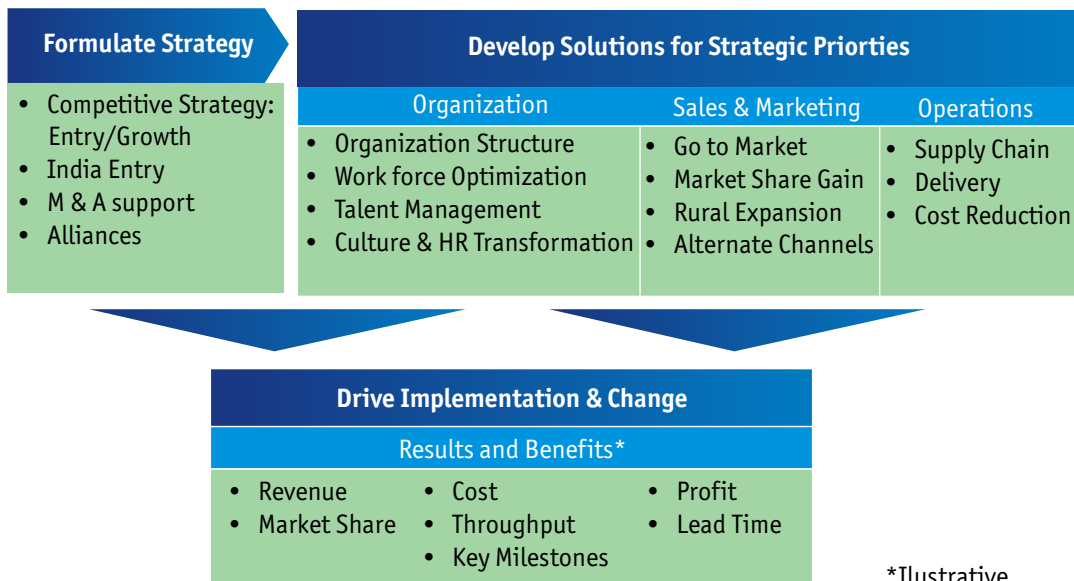 Formulate Strategy
• Competitive Strategy:
Entry/Growth
• India Entry
• M & A support
• Alliances
Develop Solutions for Strategic Priorties
Organization
• Organization Structure
• Work force Optimization
• Talent Management
• Culture & HR Transformation
Sales & Marketing
• Go to Market
• Market Share Gain
• Rural Expansion
• Alternate Channels
Operations
• Supply Chain
• Delivery
• Cost Reduction
Drive Implementation & Change
Results and Benefits*
• Revenue
• Market Share
• Cost
• Throughput
• Key Milestones
• Profit
• Lead Time
*Ilustrative